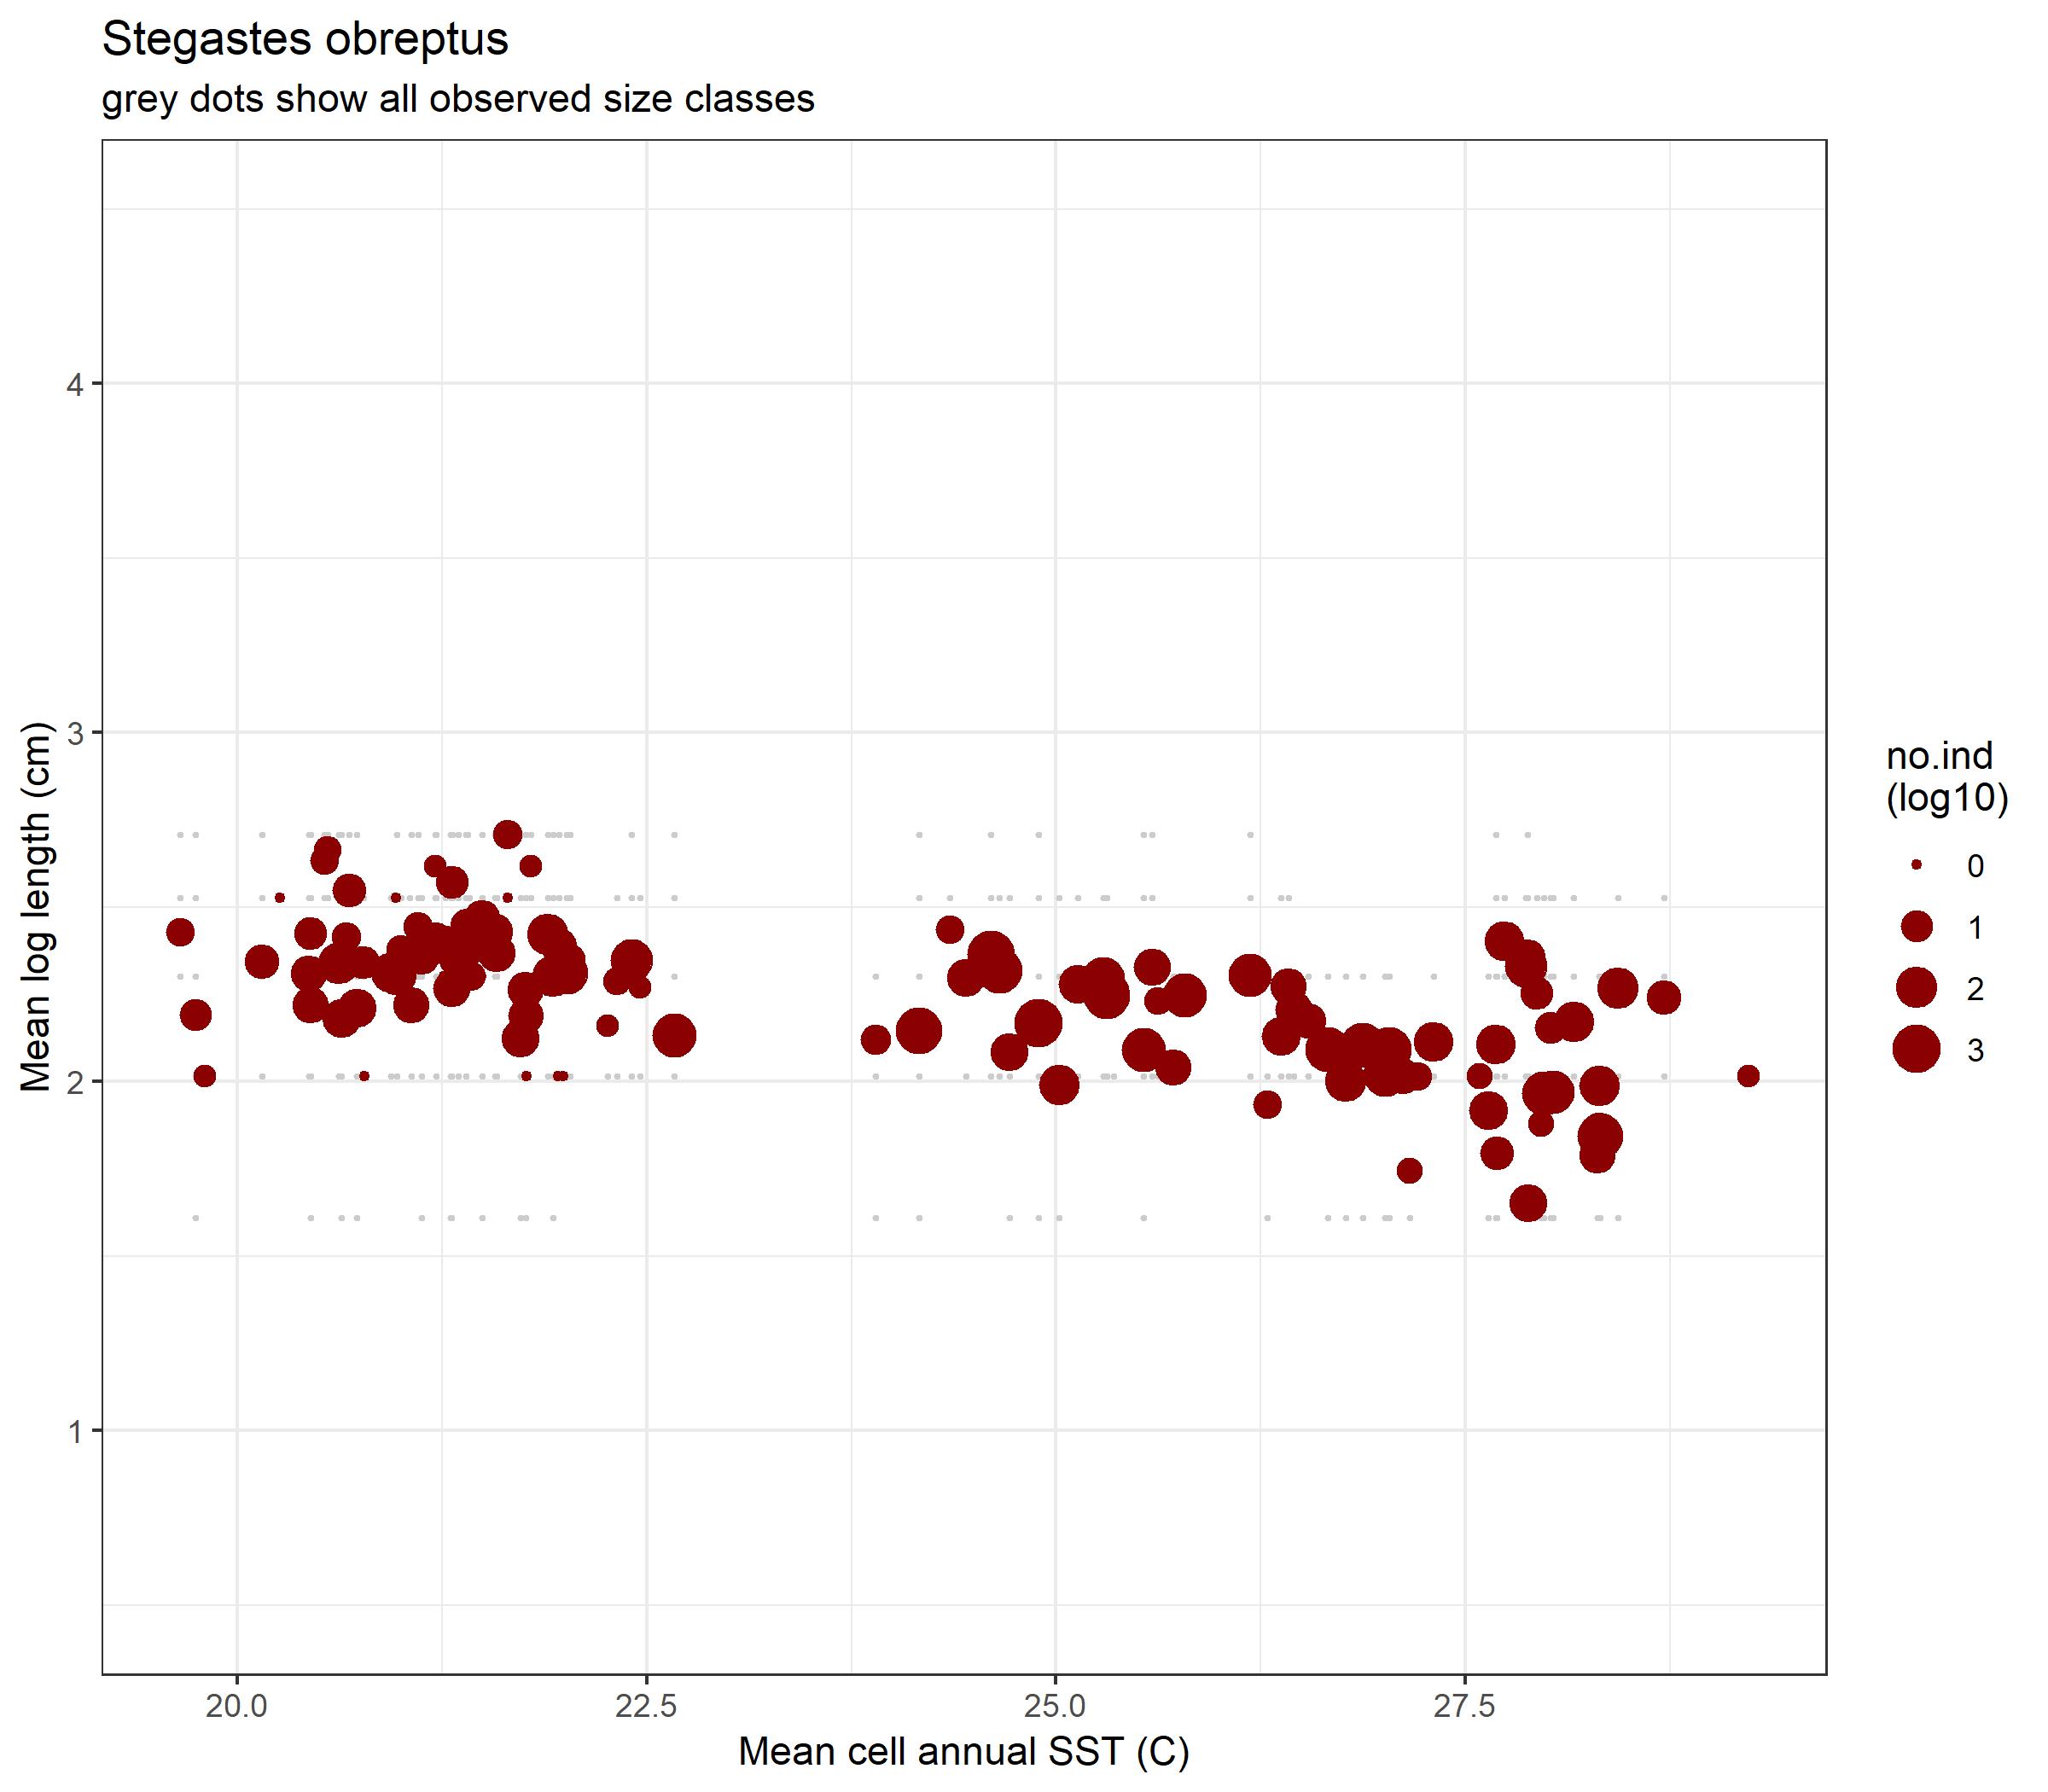 Stegastes obreptus
grey dots show all observed size classes
Mean log length (cm)
4
3
2
1
20.0
22.5
25.0
27.5
Mean cell annual SST (C)
no.ind
(log10)
0
1
2
3